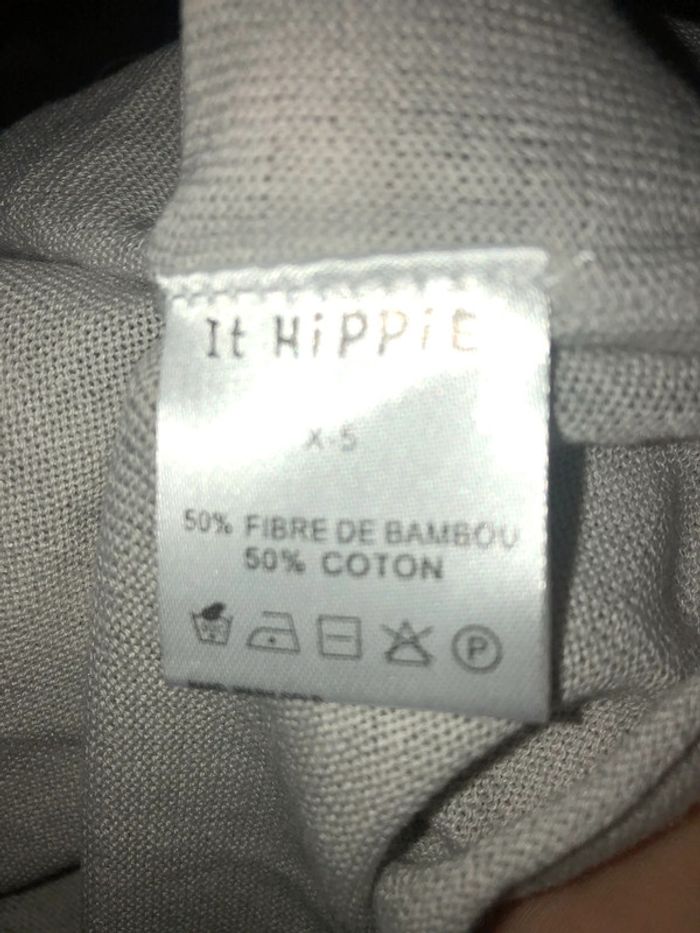 It HiPPiE
X-S
50% FIBRE DE BAMBOU
50% COTON
P